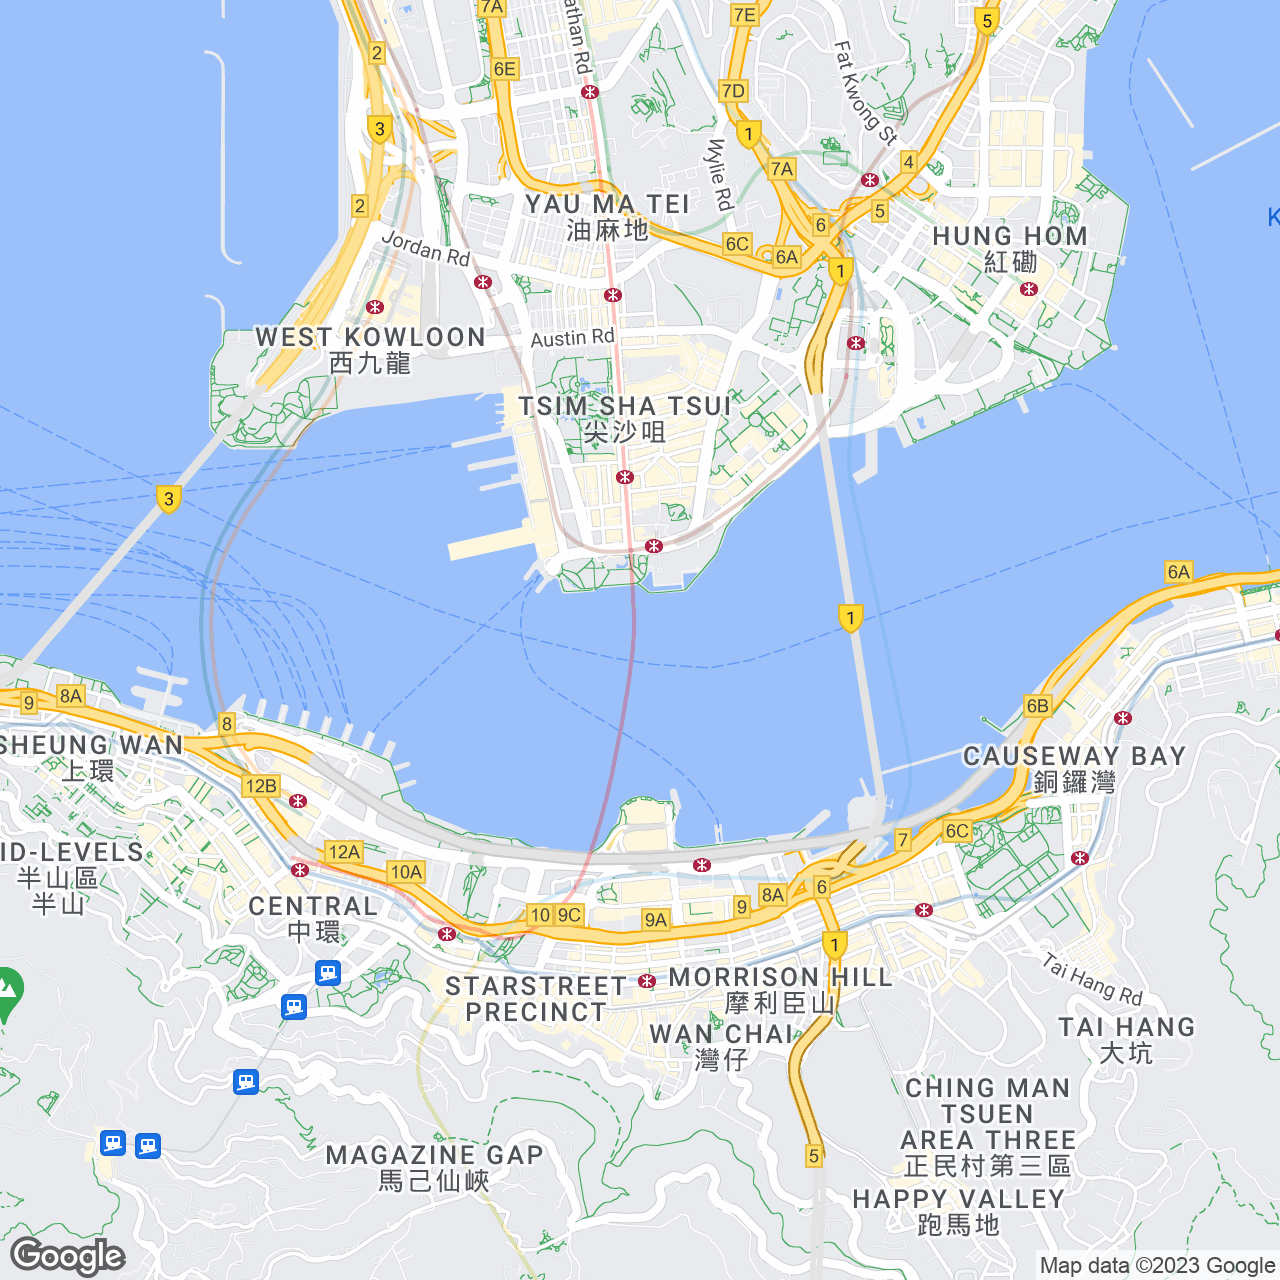 7A
7E
5
2
athan Rd
6E
Fat Kwong St
7D
3
1
Wylie Rd
7A
4
2
YAU MA TEI
油麻地
5
6
6C
6A
HUNG HOM
紅磡
K
Jordan Rd
1
WEST KOWLOON
西九龍
Austin Rd
TSIM SHA TSUI
尖沙咀
3
6A
1
8A
9
8
6B
SHEUNG WAN
上環
CAUSEWAY BAY
銅鑼灣
12B
7
6C
12A
10A
ID-LEVELS
半山區
半山
8A
6
CENTRAL
中環
10
9C
9A
9
1
STARSTREET
PRECINCT
MORRISON HILL
摩利臣山
Tai Hang Rd
WAN CHAI
灣仔
TAI HANG
大坑
CHING MAN
TSUEN
AREA THREE
正民村第三區
MAGAZINE GAP
馬己仙峽
5
HAPPY VALLEY
跑馬地
Google
Map data ©2023 Google